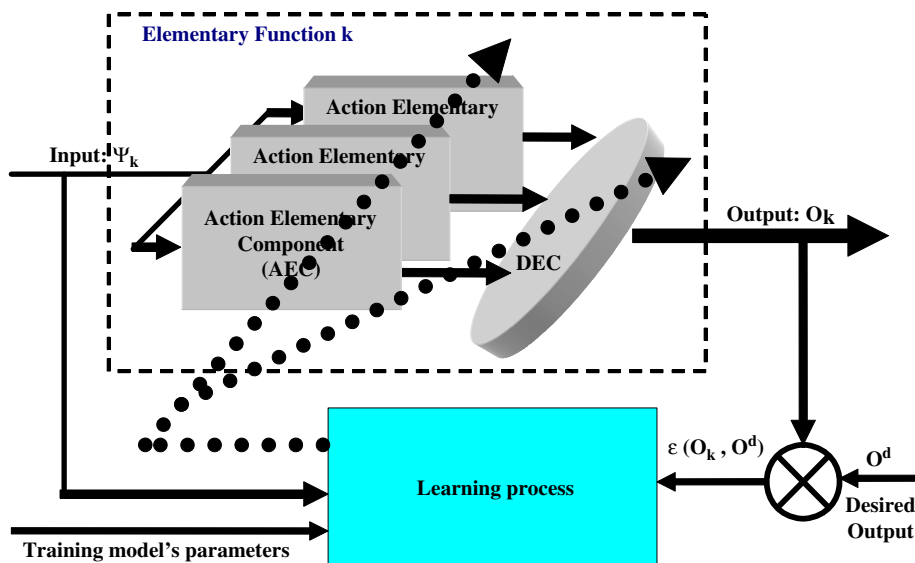 Elementary Function k
Action Elementary
Action Elementary
Action Elementary
Component
(AEC)
Input: Ψk
DEC
Output: Ok
ε (Ok , Od)
Od
Desired
Output
Learning process
Training model's parameters